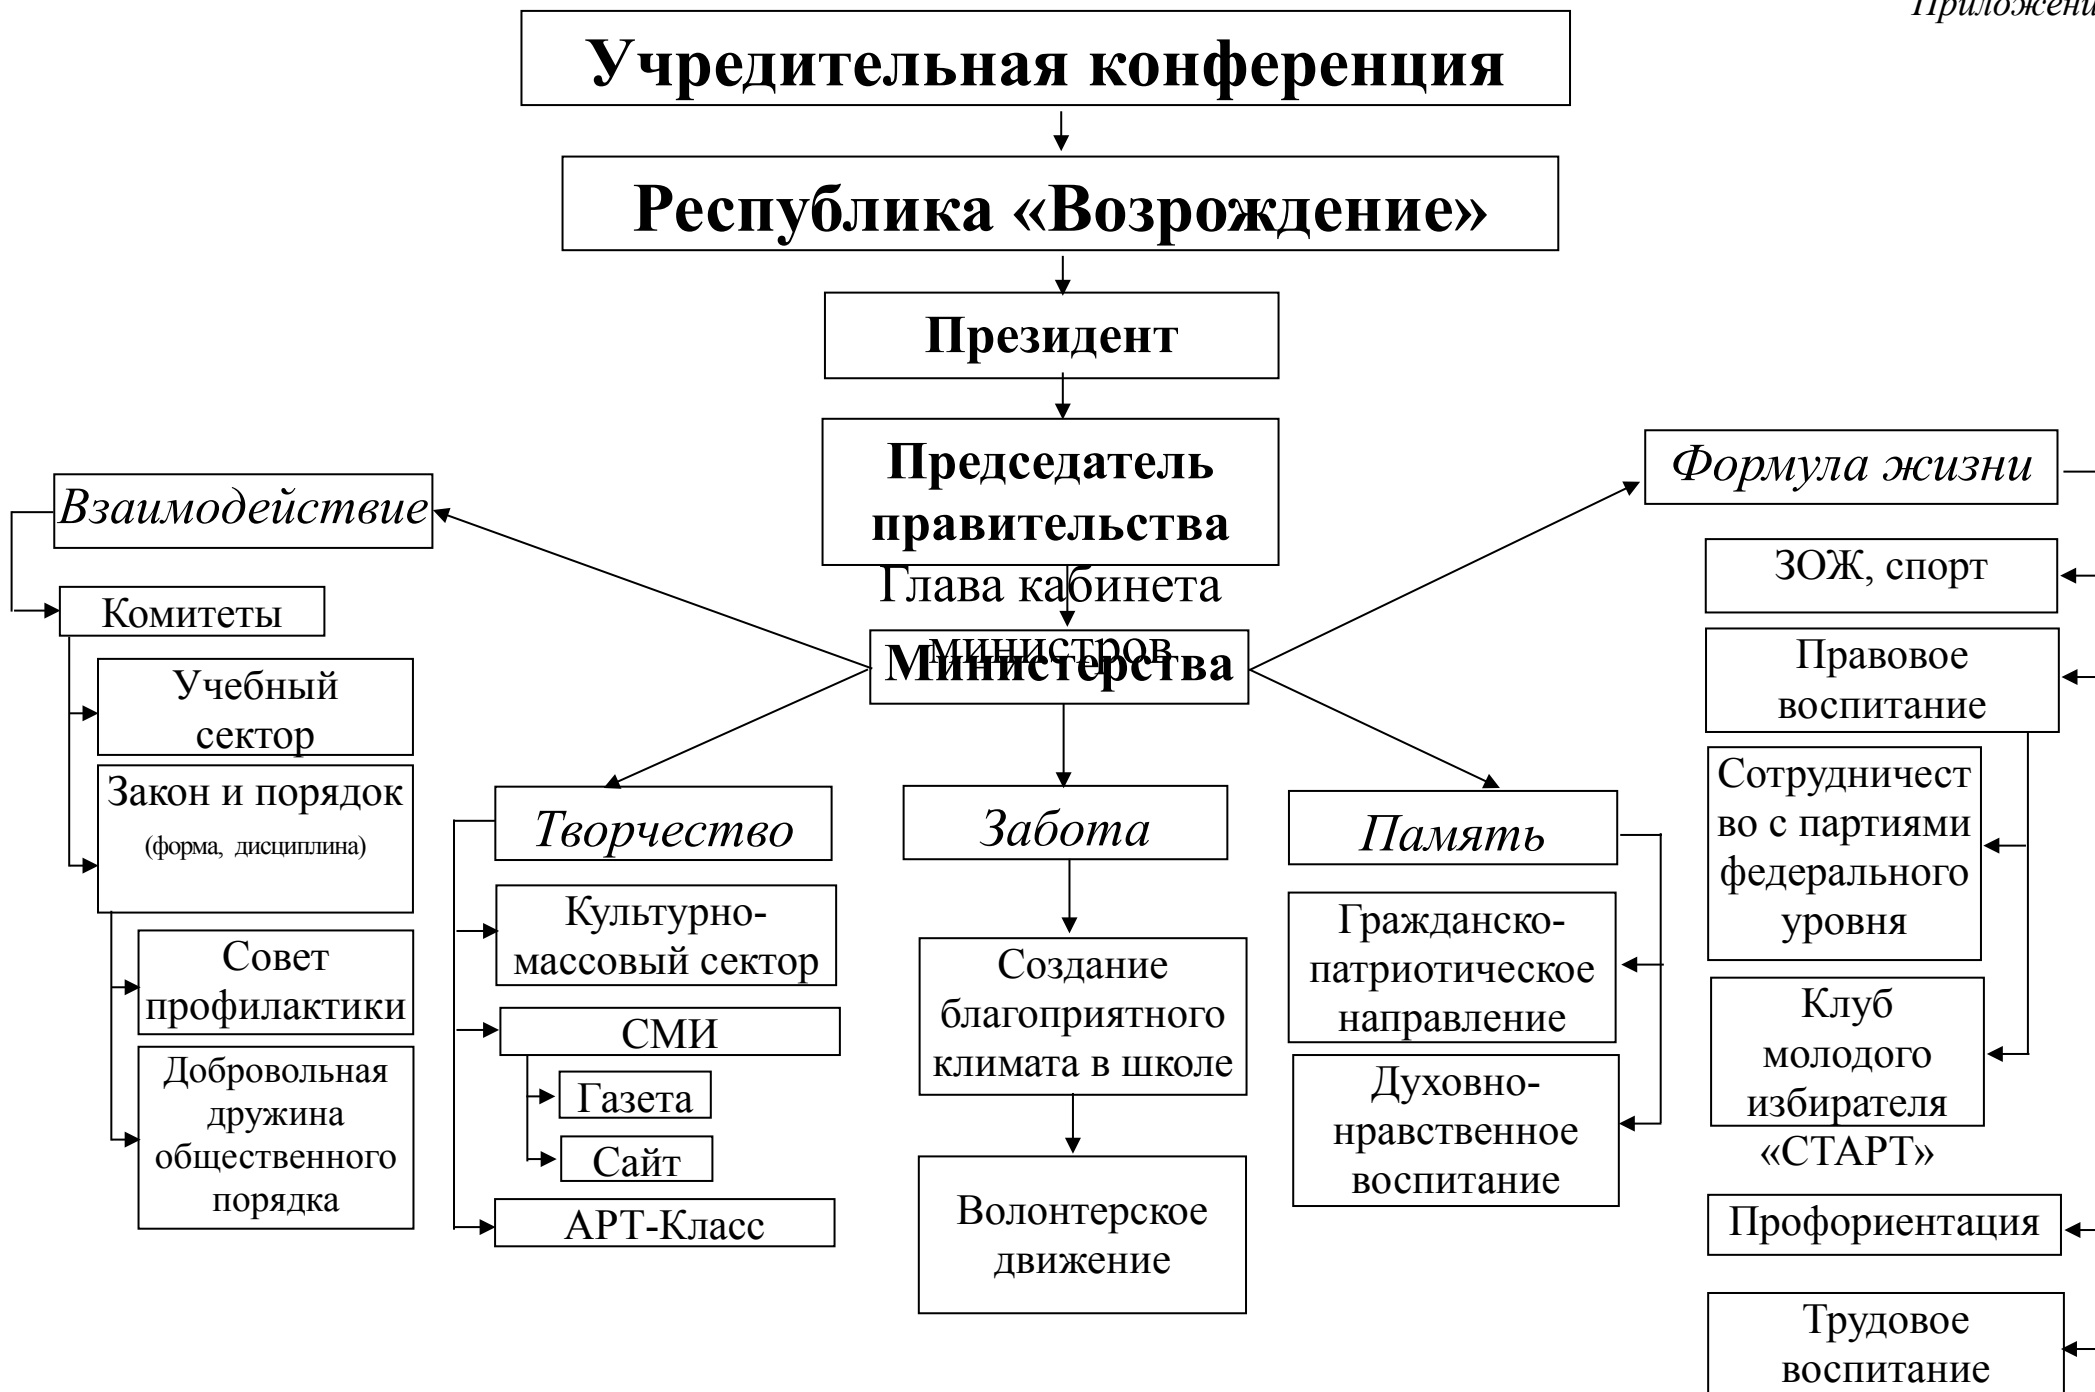 Учредительная конференция
Республика «Возрождение»
Президент
Председатель
правительства
Глава кабинета
министров
Министерства
Взаимодействие
Комитеты
Учебный
сектор
Закон и порядок
(форма, дисциплина)
Совет
профилактики
Добровольная
дружина
общественного
порядка
Творчество
Культурно-
массовый сектор
СМИ
Газета
Сайт
АРТ-Класс
Забота
Создание
благоприятного
климата в школе
Волонтерское
движение
Память
Гражданско-
патриотическое
направление
Духовно-
нравственное
воспитание
Формула жизни
ЗОЖ, спорт
Правовое
воспитание
Сотрудничест
во с партиями
федерального
уровня
Клуб
молодого
избирателя
«СТАРТ»
Профориентация
Трудовое
воспитание